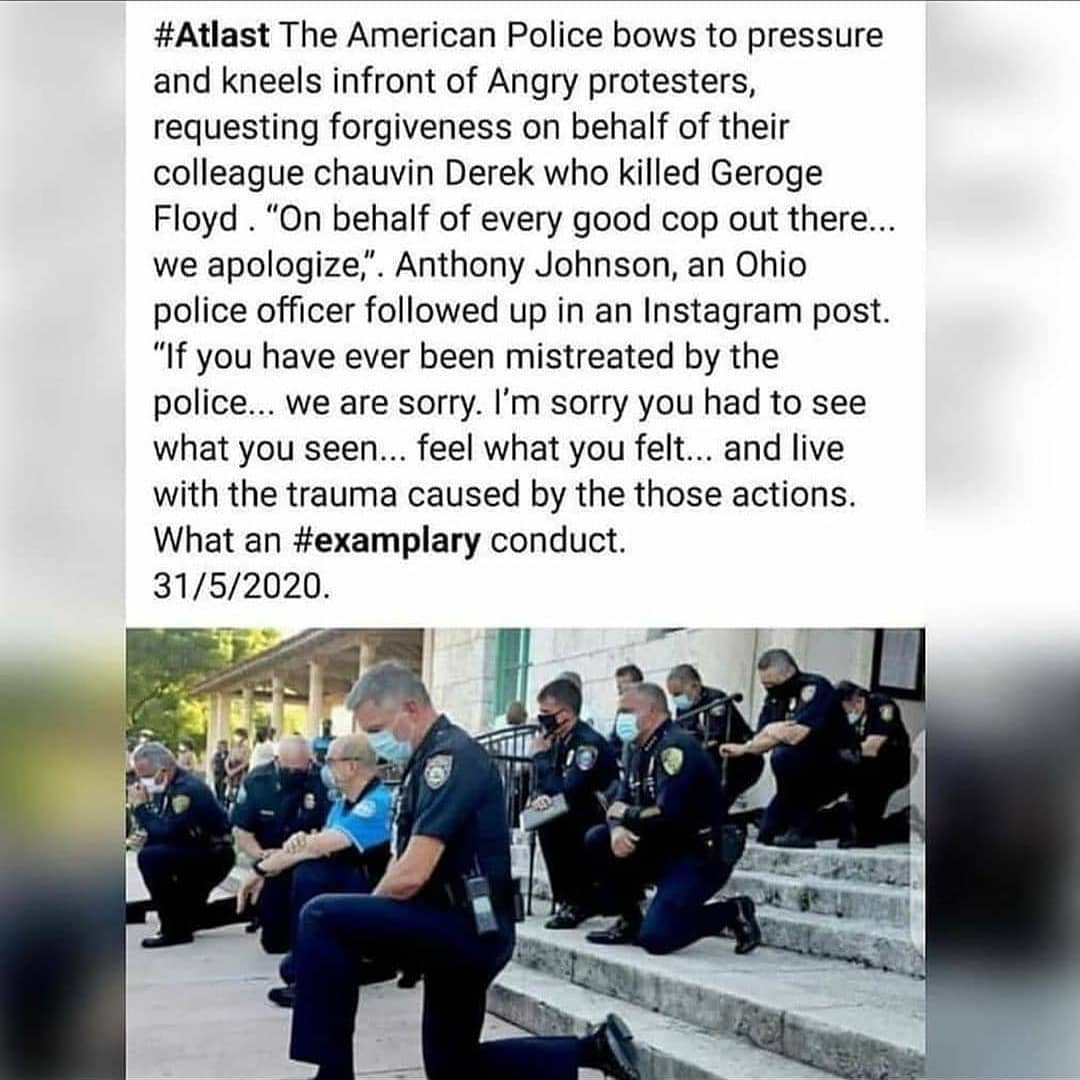 #Atlast The American Police bows to pressure
and kneels infront of Angry protesters,
requesting forgiveness on behalf of their
colleague chauvin Derek who killed Geroge
Floyd . “On behalf of every good cop out there...
we apologize,”. Anthony Johnson, an Ohio
police officer followed up in an Instagram post.
“If you have ever been mistreated by the
police... we are sorry. I’m sorry you had to see
what you seen... feel what you felt... and live
with the trauma caused by the those actions.
What an #examplary conduct.
31/5/2020.